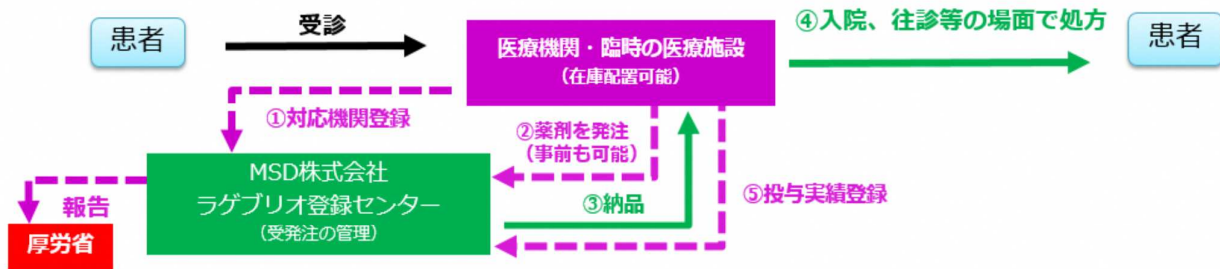 患者
受診
医療機関・臨時の医療施設
(在庫配置可能)
④入院、往診等の場面で処方
患者
①対応機関登録
②薬剤を発注
(事前も可能)
MSD株式会社
ラゲブリオ登録センター
(受発注の管理)
③納品
⑤投与実績登録
報告
厚労省